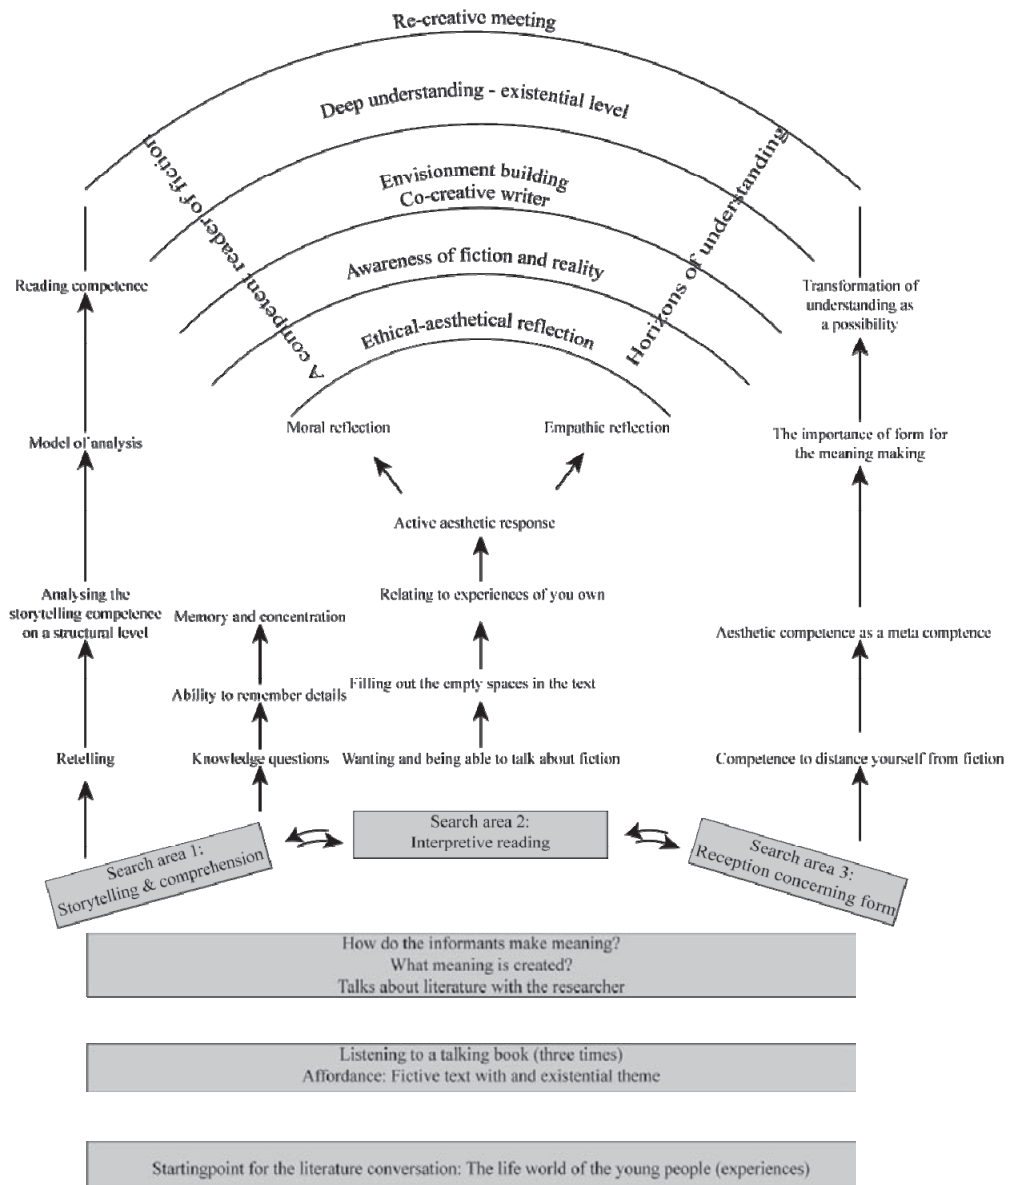 Re-creative meeting
Deep understanding - existential level
A competent reader of fiction
Horizons of understanding
Envisionment building
Co-creative writer
Awareness of fiction and reality
Ethical-aesthetical reflection
Reading competence
Transformation of
understanding as
a possibility
Moral reflection
Empathic reflection
Model of analysis
The importance of form for
the meaning making
Active aesthetic response
Analysing the
storytelling competence
on a structural level
Memory and concentration
Relating to experiences of you own
Aesthetic competence as a meta comptence
Ability to remember details
Filling out the empty spaces in the text
Retelling
Knowledge questions
Wanting and being able to talk about fiction
Competence to distance yourself from fiction
Search area 1:
Storytelling & comprehension
Search area 2:
Interpretive reading
Search area 3:
Reception concerning form
How do the informants make meaning?
What meaning is created?
Talks about literature with the researcher
Listening to a talking book (three times)
Affordance: Fictive text with and existential theme
Startingpoint for the literature conversation: The life world of the young people (experiences)